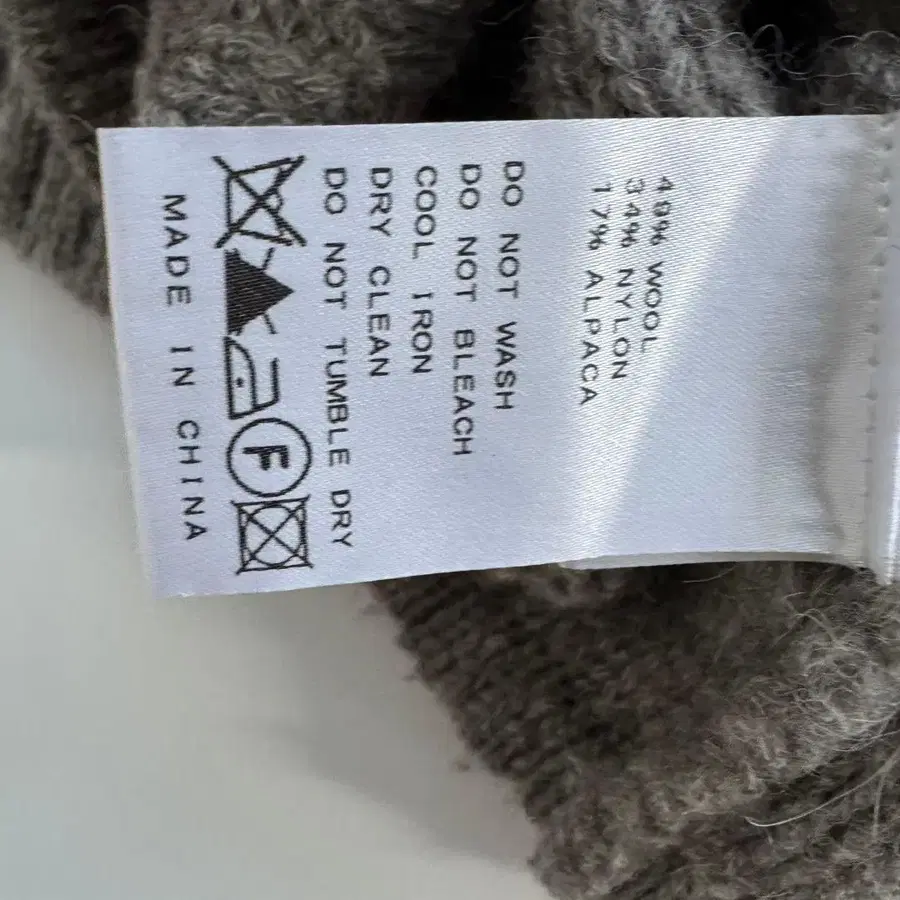 49% WOOL
34% NYLON
17% ALPACA
DO NOT WASH
DO NOT BLEACH
COOL IRON
DRY CLEAN
DO NOT TUMBLE DRY
F
MADE IN CHINA